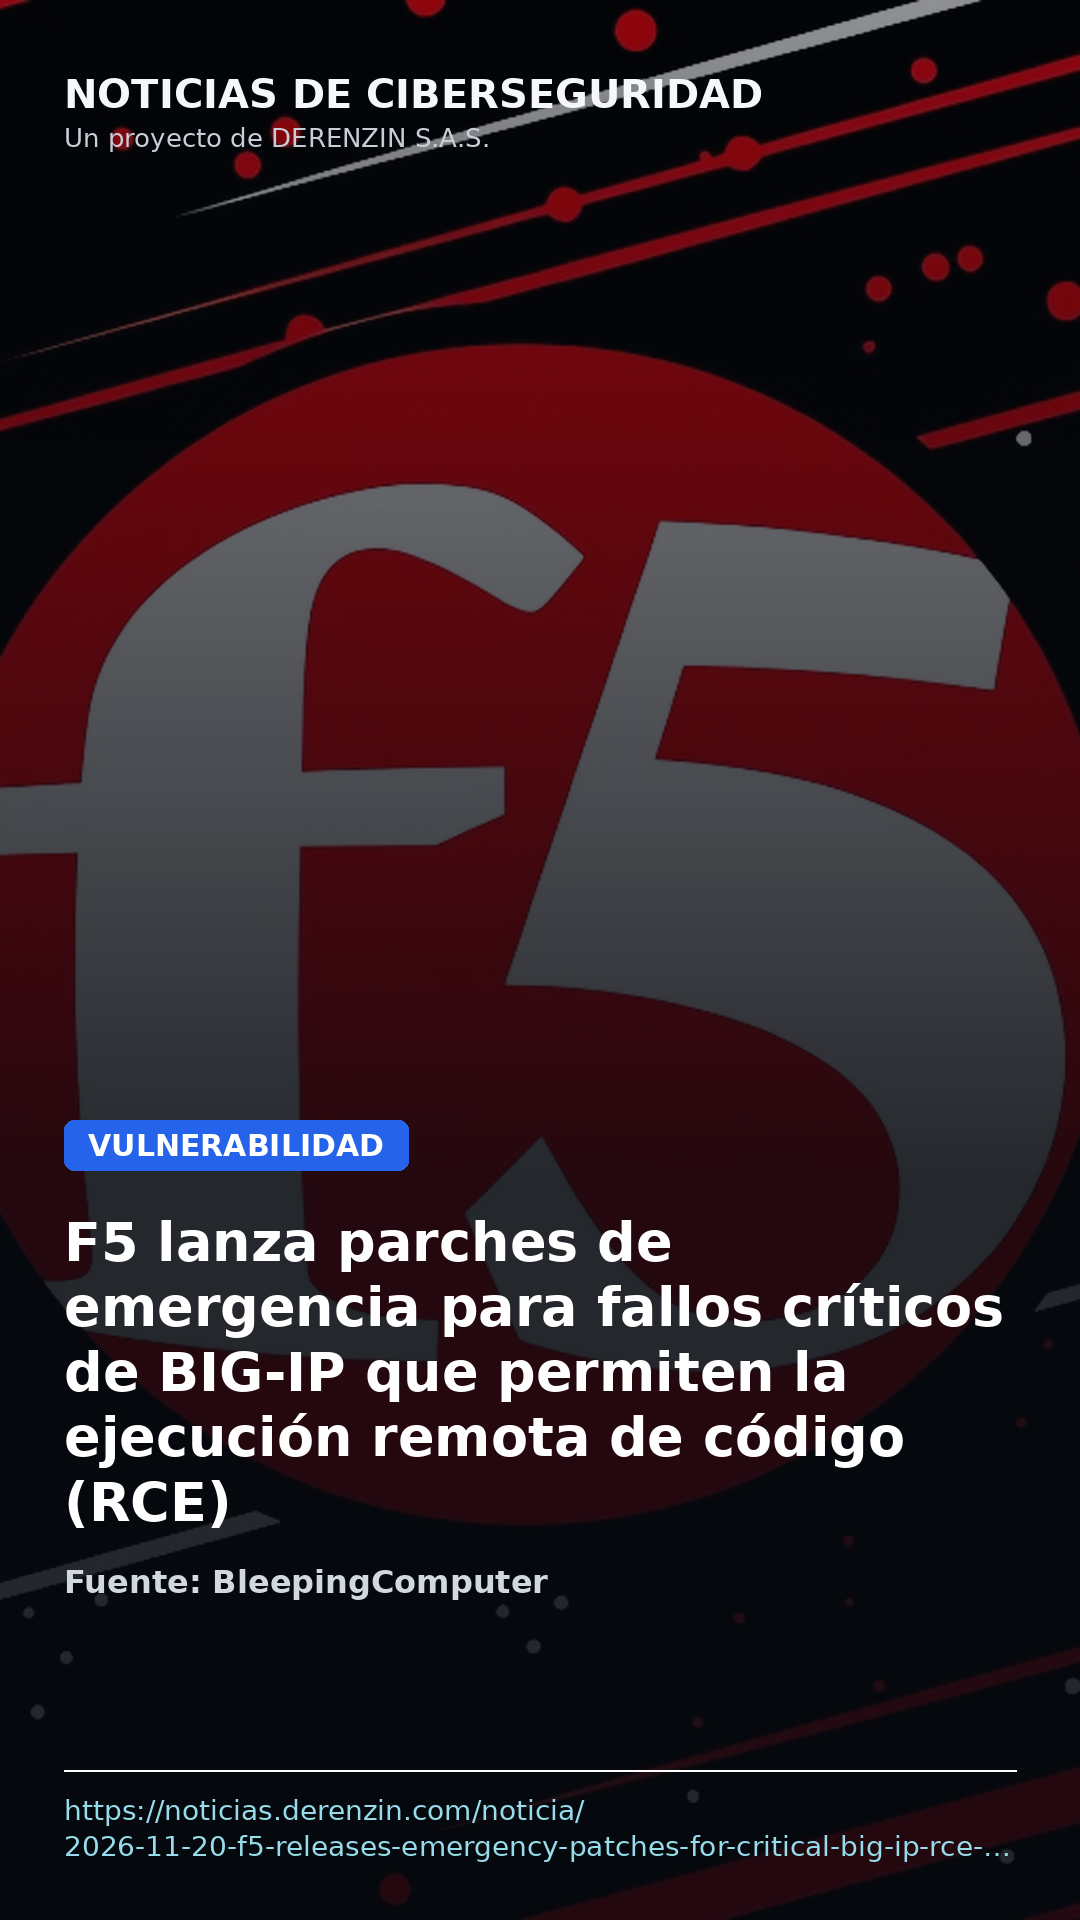 NOTICIAS DE CIBERSEGURIDAD
Un proyecto de DERENZIN S.A.S.
f5
VULNERABILIDAD
F5 lanza parches de
emergencia para fallos críticos
de BIG-IP que permiten la
ejecución remota de código
(RCE)
Fuente: BleepingComputer
https://noticias.derenzin.com/noticia/
2026-11-20-f5-releases-emergency-patches-for-critical-big-ip-rce-...